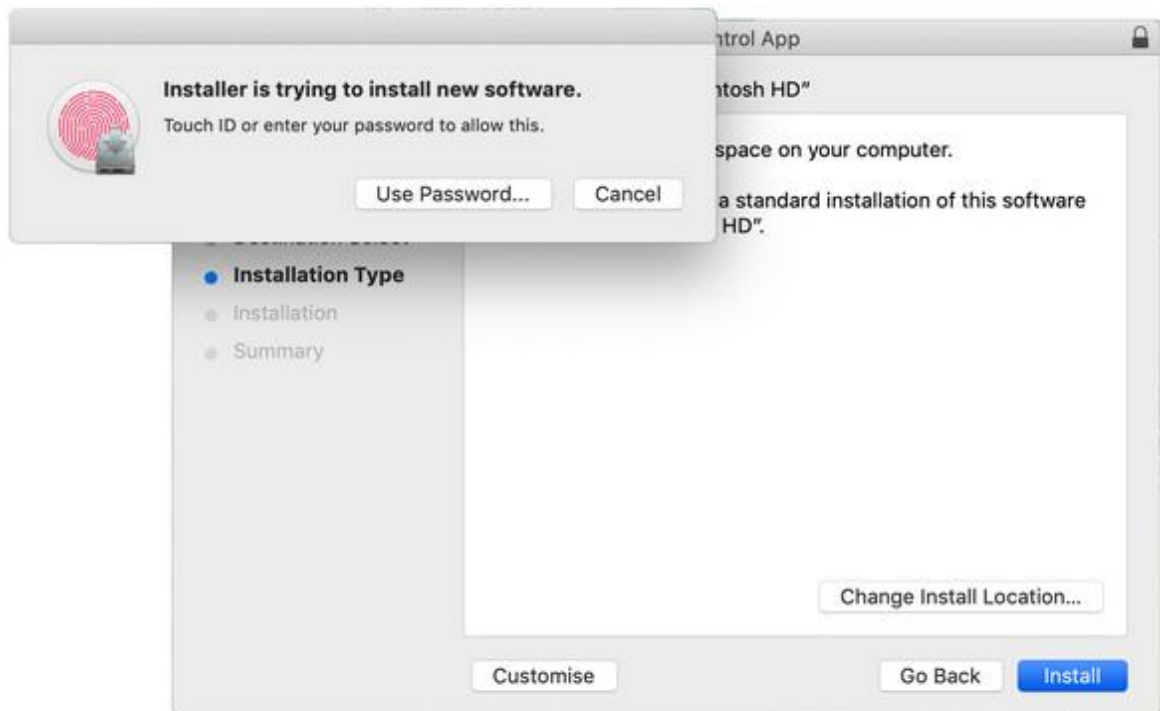 Installer is trying to install new software.
Touch ID or enter your password to allow this.
Use Password... Cancel
App
HD”
space on your computer.
a standard installation of this software
HD”.
Installation Type
Installation
Summary
Change Install Location...
Customise Go Back Install